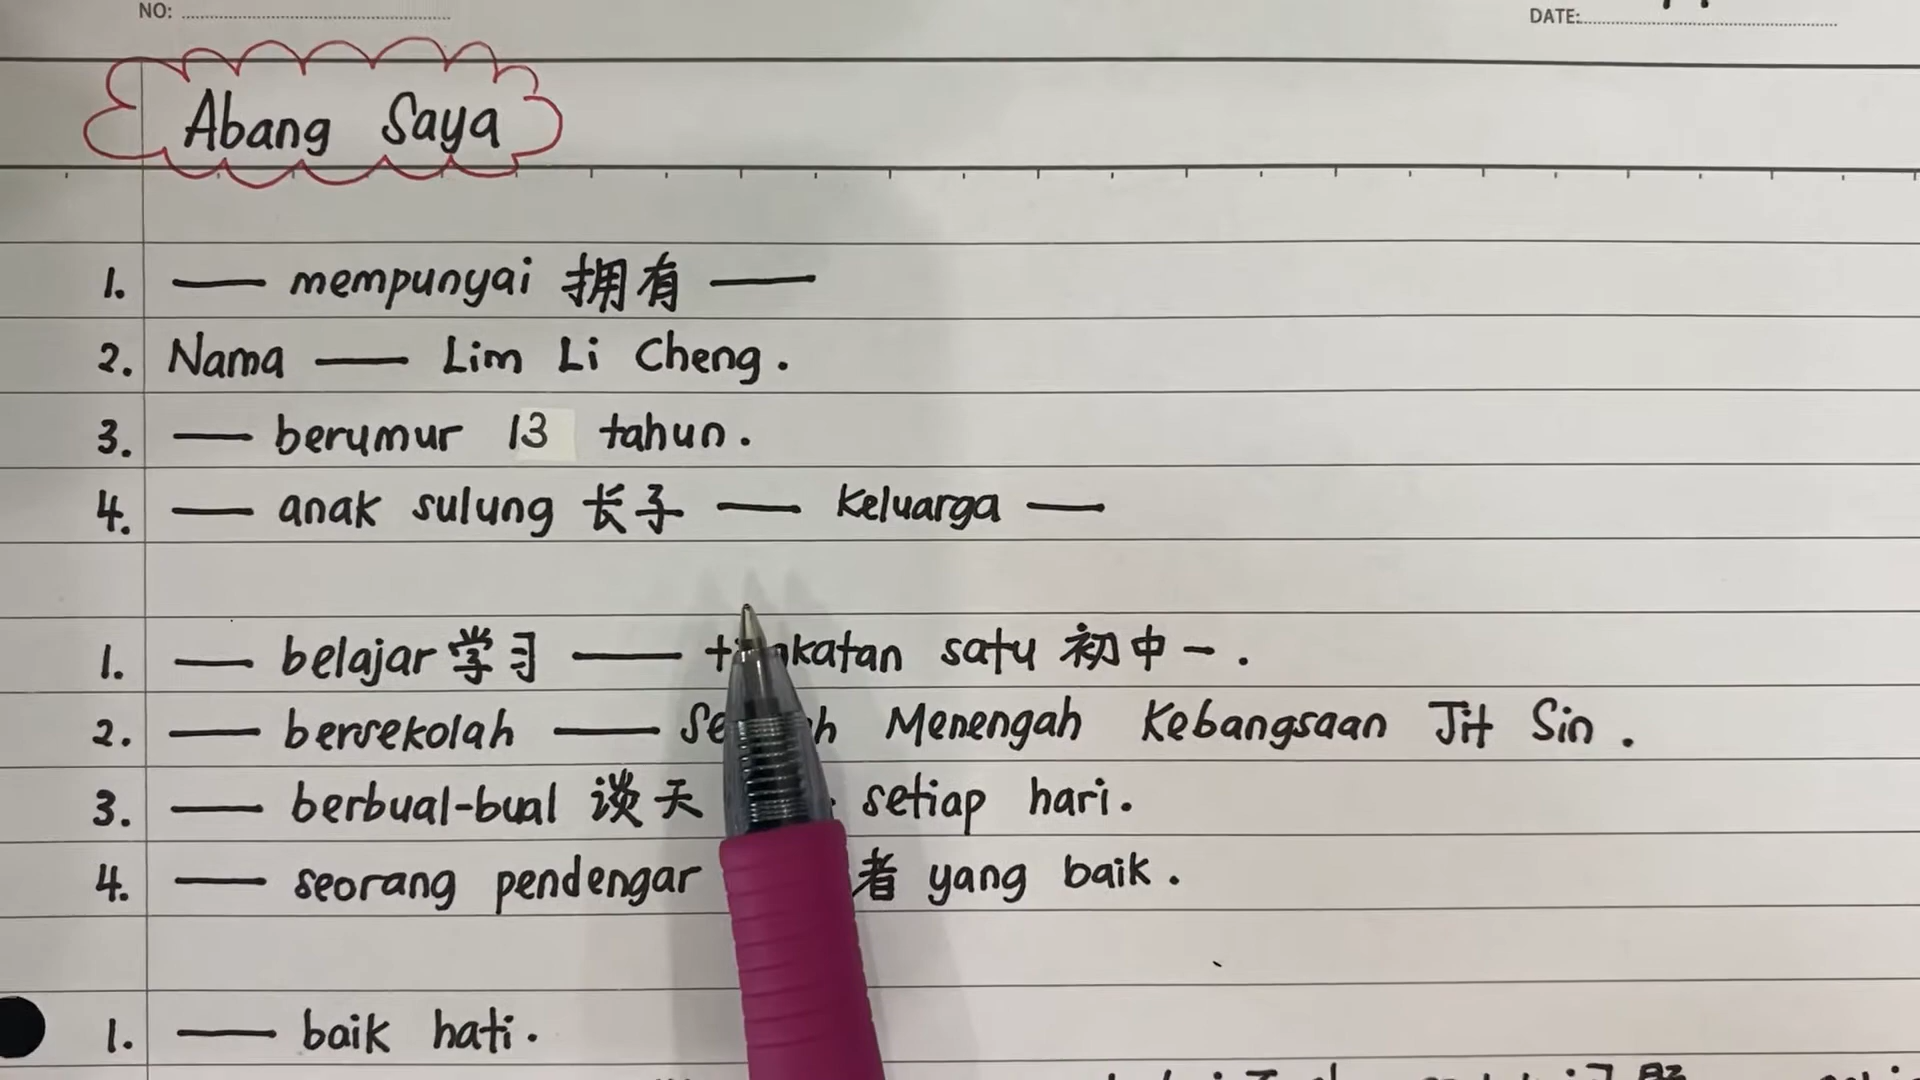 NO:
DATE:
Abang Saya
1. — mempunyai 拥有 —
2. Nama — Lim Li Cheng.
3. — berumur 13 tahun.
4. — anak sulung 长子 — Keluarga —
1. — belajar 学习 — tingkatan satu 初中一.
2. — bersekolah — Sekolah Menengah Kebangsaan Jit Sin.
3. — berbual-bual 谈天 setiap hari.
4. — seorang pendengar 者 yang baik.
1. — baik hati.